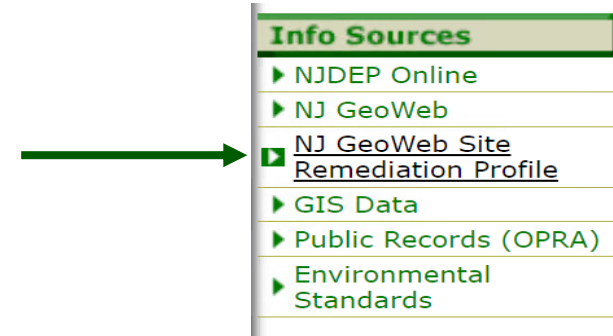 Info Sources
NJDEP Online
NJ GeoWeb
NJ GeoWeb Site
Remediation Profile
GIS Data
Public Records (OPRA)
Environmental
Standards